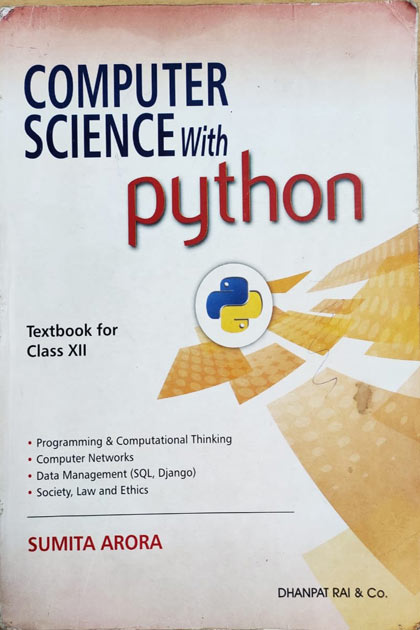 COMPUTER
SCIENCE With
python
Textbook for
Class XII
• Programming & Computational Thinking
• Computer Networks
• Data Management (SQL, Django)
• Society, Law and Ethics
SUMITA ARORA
DHANPAT RAI & Co.